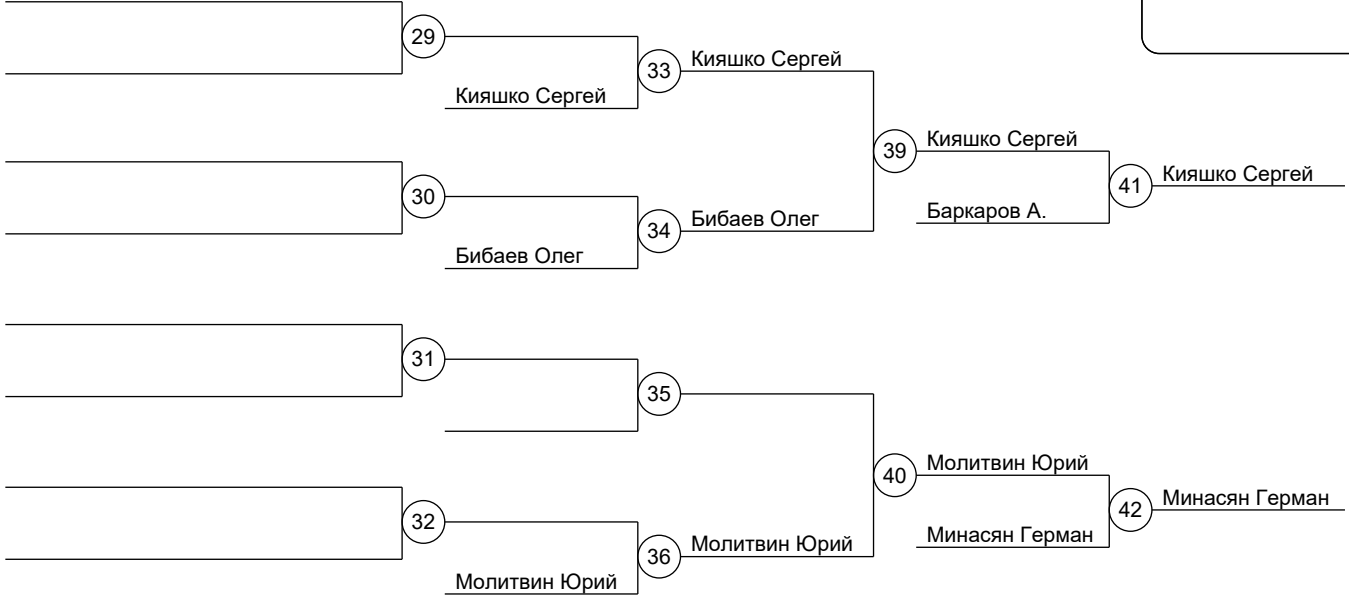 29
33
Кияшко Сергей
Кияшко Сергей
39
Кияшко Сергей
41
Кияшко Сергей
30
34
Бибаев Олег
Баркаров А.
Бибаев Олег
31
35
40
Молитвин Юрий
42
Минасян Герман
32
36
Молитвин Юрий
Минасян Герман
Молитвин Юрий